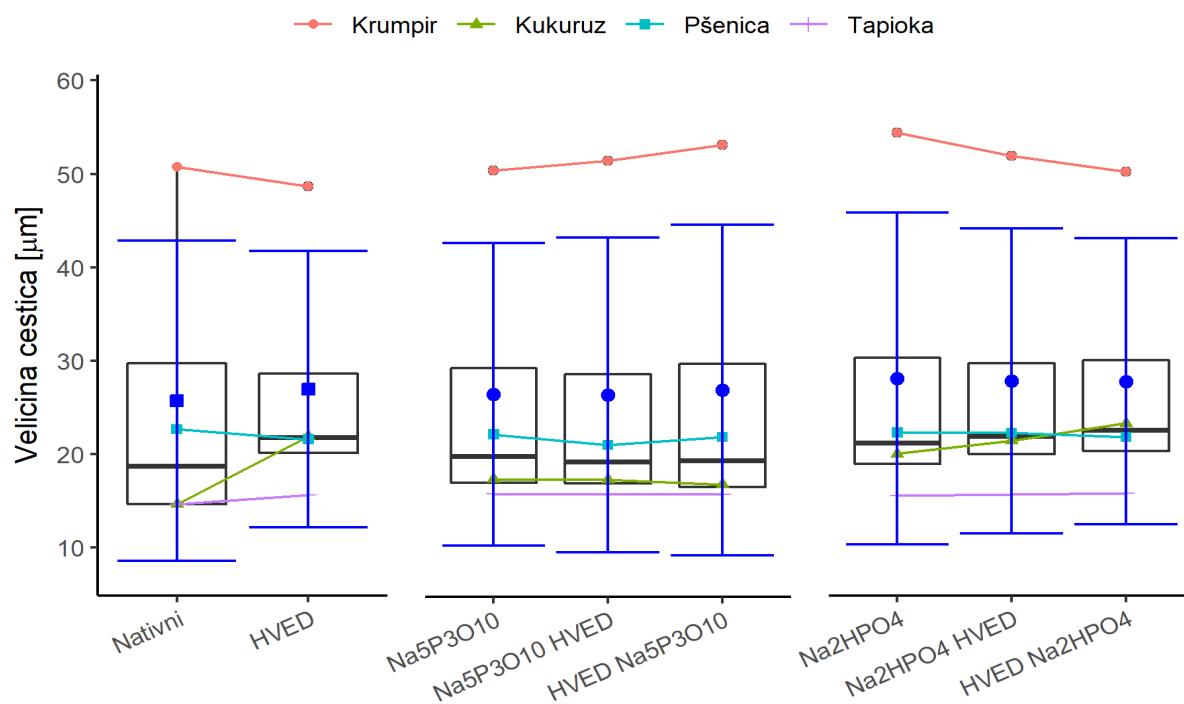 Krumpir Kukuruz Pšenica Tapioka
Velicina cestica [μm]
60
50
40
30
20
10
Nativni
HVED
Na5P3O10
Na5P3O10 HVED
HVED Na5P3O10
Na2HPO4
Na2HPO4 HVED
HVED Na2HPO4